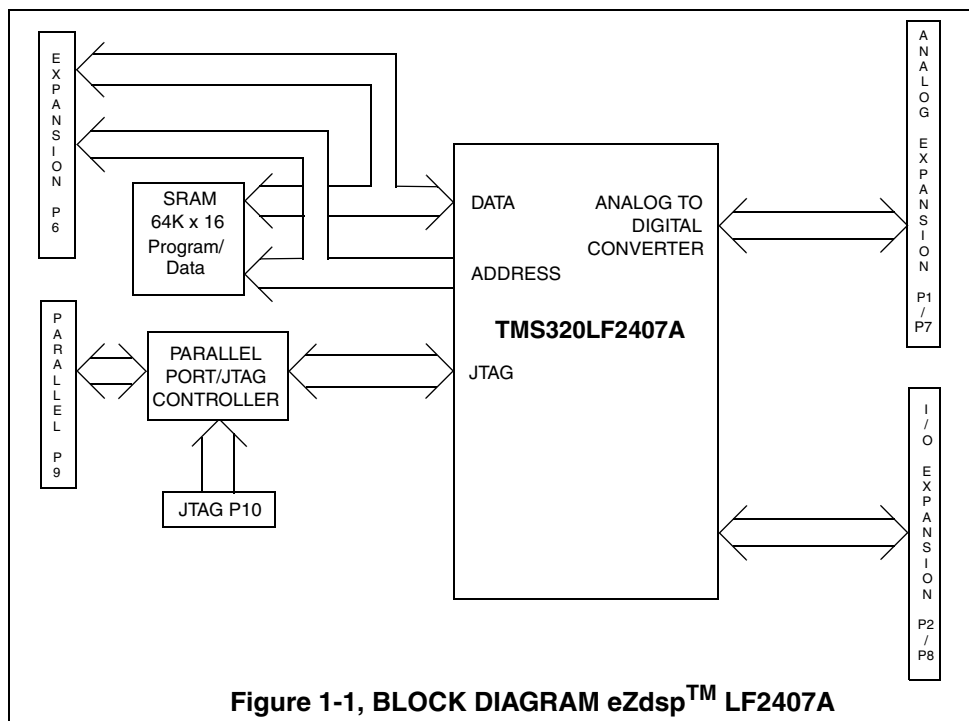 EXPANSION P6
SRAM
64K x 16
Program/
Data
DATA
ADDRESS
ANALOG TO
DIGITAL
CONVERTER
TMS320LF2407A
JTAG
ANALOG EXPANSION P1/P7
PARALLEL P9
PARALLEL
PORT/JTAG
CONTROLLER
JTAG P10
I/O EXPANSION P2/P8
Figure 1-1, BLOCK DIAGRAM eZdsp™ LF2407A